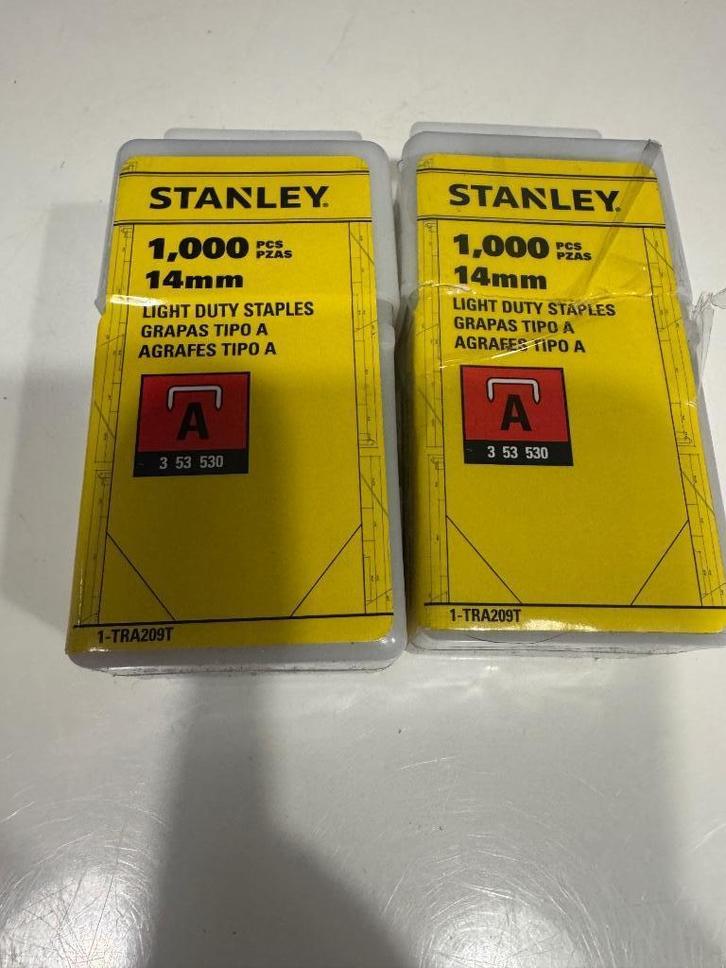 STANLEY®
1,000 PCS PZAS
14mm
LIGHT DUTY STAPLES
GRAPAS TIPO A
AGRAFES TIPO A
A
3 53 530
1-TRA209T
STANLEY®
1,000 PCS PZAS
14mm
LIGHT DUTY STAPLES
GRAPAS TIPO A
AGRAFES TIPO A
A
3 53 530
1-TRA209T